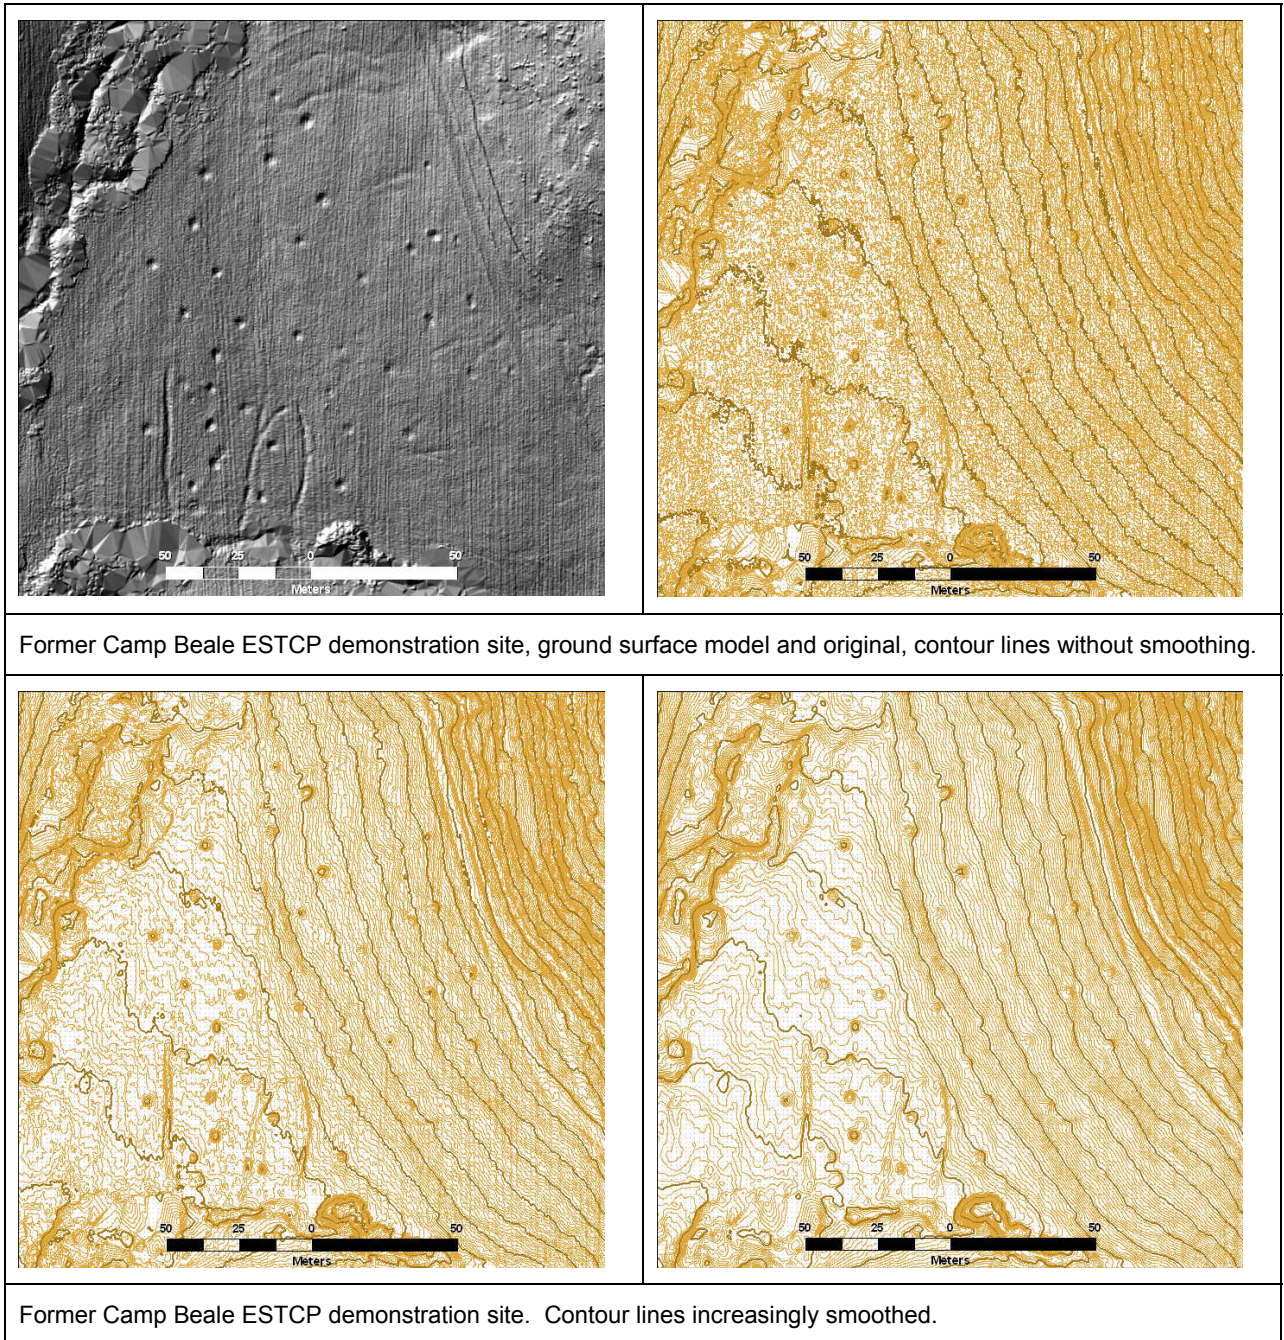 50 25 0 50
Meters
50 25 0 50
Meters
Former Camp Beale ESTCP demonstration site, ground surface model and original, contour lines without smoothing.
50 25 0 50
Meters
50 25 0 50
Meters
Former Camp Beale ESTCP demonstration site.  Contour lines increasingly smoothed.